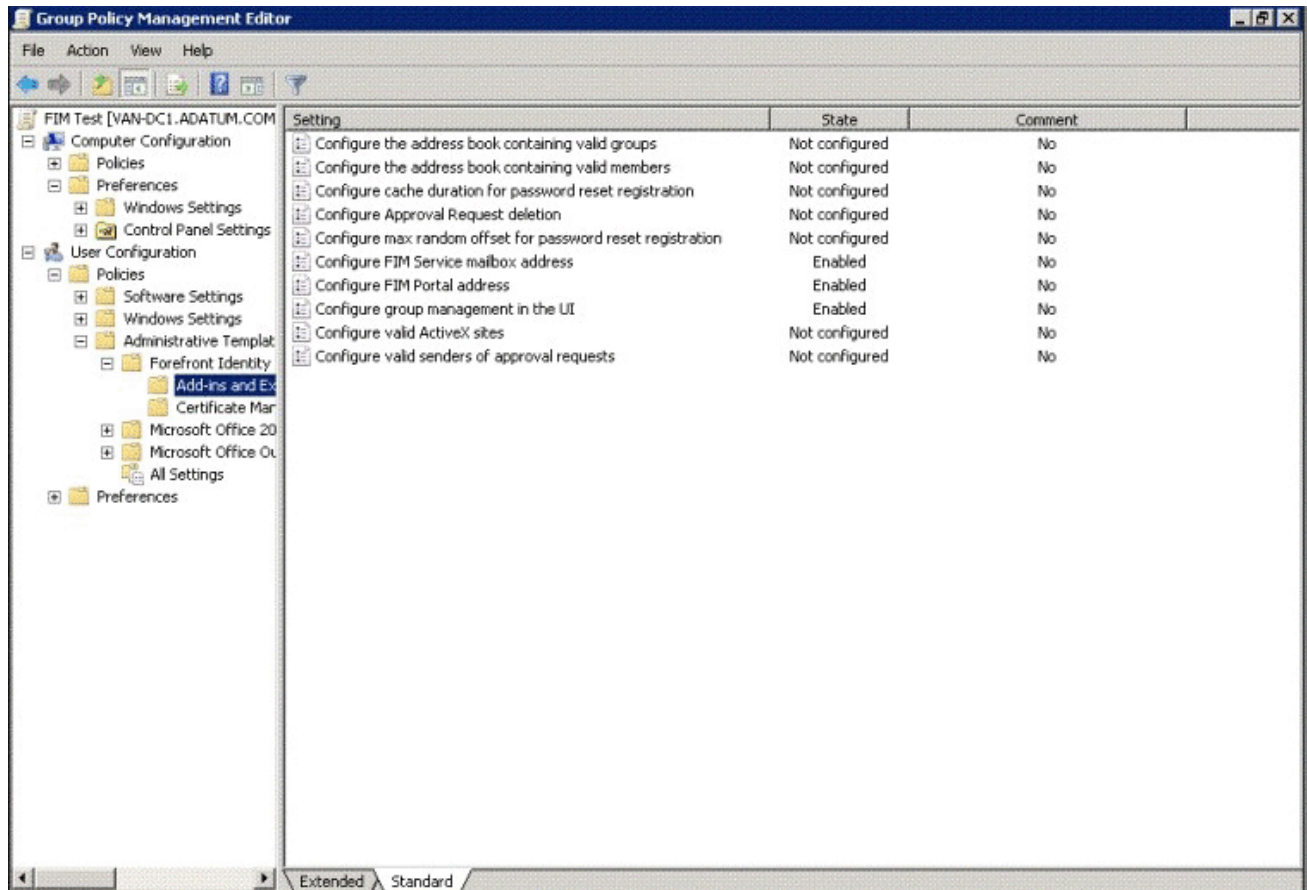 Group Policy Management Editor
File Action View Help
FIM Test [VAN-DC1.ADATUM.COM
Computer Configuration
Policies
Preferences
Windows Settings
Control Panel Settings
User Configuration
Policies
Software Settings
Windows Settings
Administrative Templat
Forefront Identity
Add-ins and Ex
Certificate Mar
Microsoft Office 20
Microsoft Office Ou
All Settings
Preferences
Setting State Comment
Configure the address book containing valid groups Not configured No
Configure the address book containing valid members Not configured No
Configure cache duration for password reset registration Not configured No
Configure Approval Request deletion Not configured No
Configure max random offset for password reset registration Not configured No
Configure FIM Service mailbox address Enabled No
Configure FIM Portal address Enabled No
Configure group management in the UI Enabled No
Configure valid ActiveX sites Not configured No
Configure valid senders of approval requests Not configured No
Extended Standard